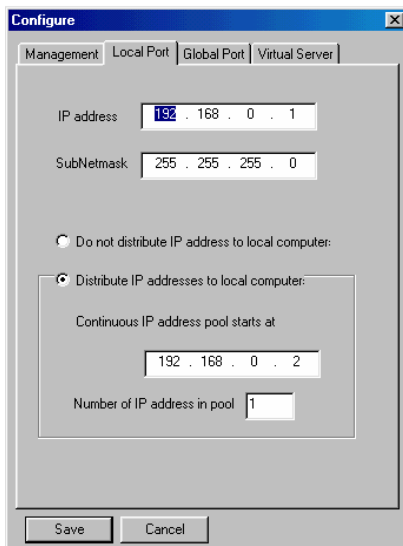 Configure
Management Local Port Global Port Virtual Server
IP address 192 . 168 . 0 . 1
SubNetmask 255 . 255 . 255 . 0
Do not distribute IP address to local computer:
Distribute IP addresses to local computer:
Continuous IP address pool starts at
192 . 168 . 0 . 2
Number of IP address in pool 1
Save Cancel